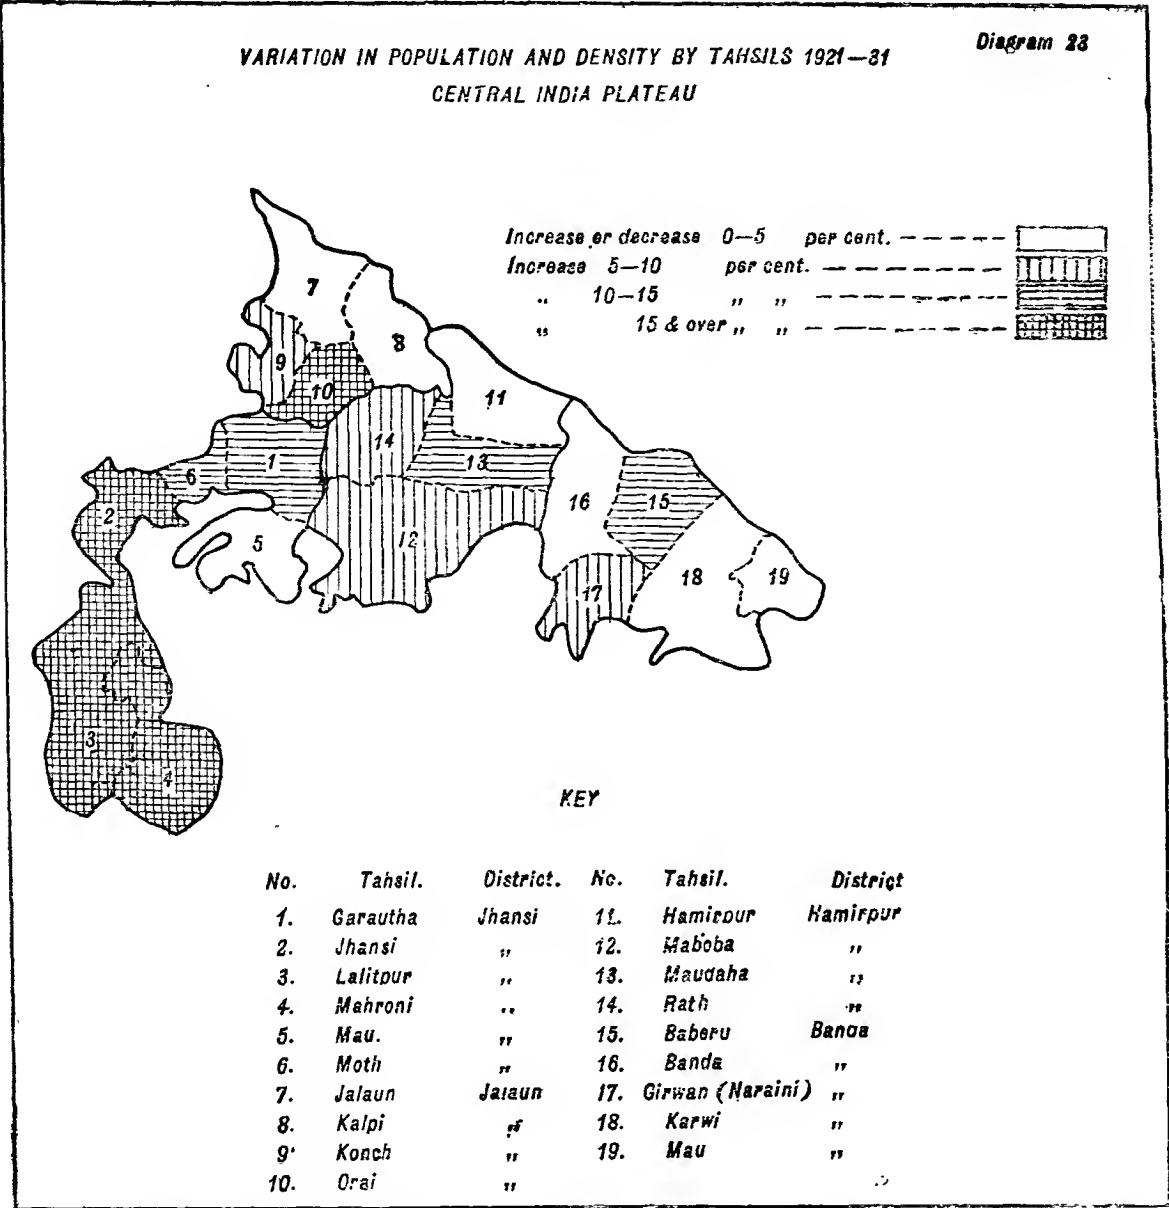 Diagram 23
VARIATION IN POPULATION AND DENSITY BY TAHSILS 1921—31
CENTRAL INDIA PLATEAU
Increase or decrease 0—5 per cent.
Increase 5—10 per cent.
„ 10—15 „ „
„ 15 & over „ „
7
8
9
10
11
14
1
13
6
2
16
15
5
12
18
19
17
3
4
KEY
No. Tahsil. District. No. Tahsil. District
1. Garautha Jhansi 11. Hamirpur Hamirpur
2. Jhansi „ 12. Mahoba „
3. Lalitpur „ 13. Maudaha „
4. Mahroni „ 14. Rath „
5. Mau. „ 15. Baberu Banda
6. Moth „ 16. Banda „
7. Jalaun Jalaun 17. Girwan (Naraini) „
8. Kalpi „ 18. Karwi „
9. Konch „ 19. Mau „
10. Orai „